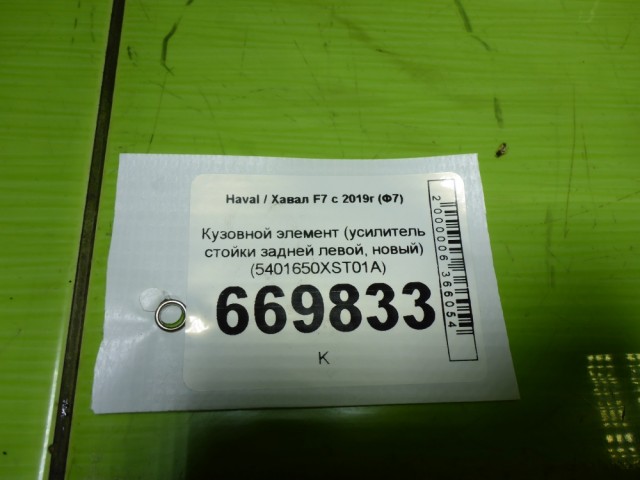 Haval / Хавал F7 с 2019г (Ф7)
Кузовной элемент (усилитель
стойки задней левой, новый)
(5401650XST01A)
669833
К
2000006366054